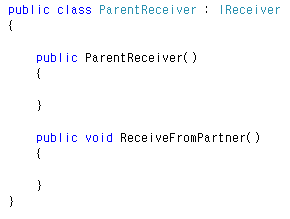 public class ParentReceiver : IReceiver
{
public ParentReceiver()
{
}
public void ReceiveFromPartner()
{
}
}